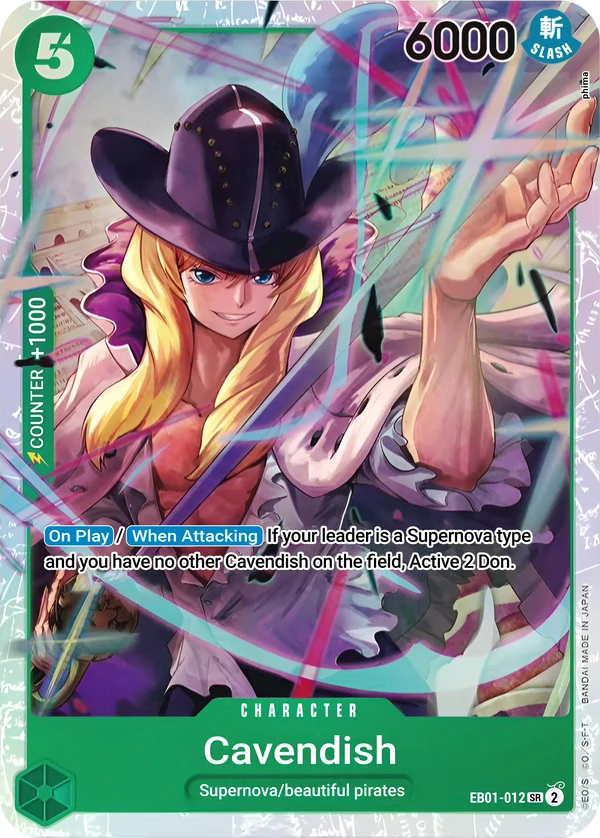 5
6000
斬
SLASH
phima
COUNTER +1000
On Play / When Attacking If your leader is a Supernova type
and you have no other Cavendish on the field, Active 2 Don.
CHARACTER
Cavendish
Supernova/beautiful pirates
EB01-012 SR 2
©E.O/S ©O/S.F.T BANDAI MADE IN JAPAN